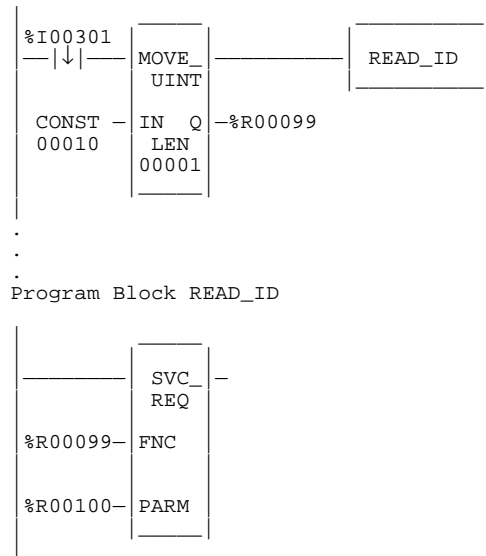 %I00301
↓ MOVE_ READ_ID
UINT
CONST IN Q %R00099
00010 LEN
00001
.
.
.
Program Block READ_ID
SVC_
REQ
%R00099 FNC
%R00100 PARM